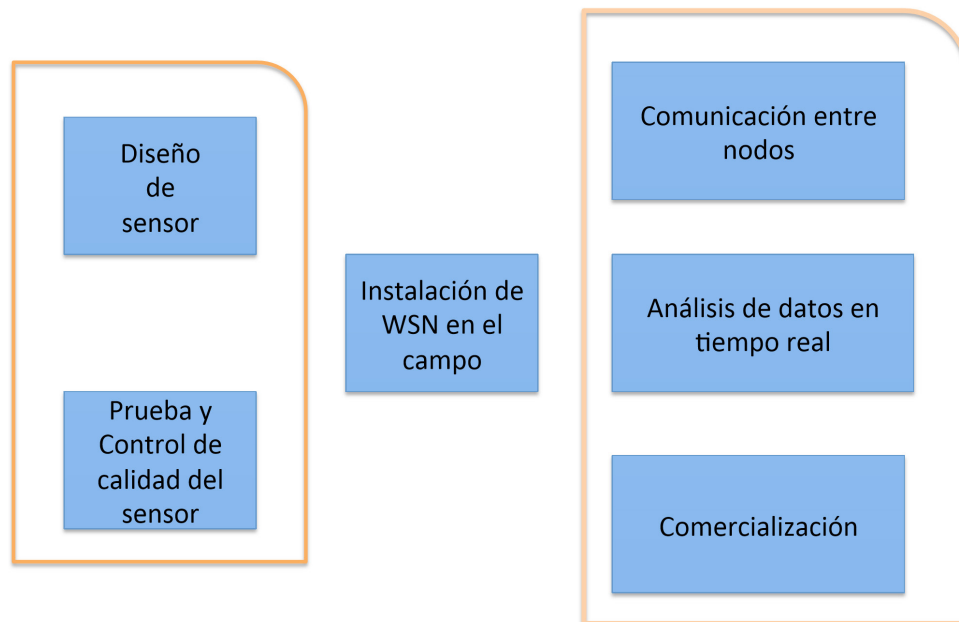 Diseño
de
sensor
Prueba y
Control de
calidad del
sensor
Instalación de
WSN en el
campo
Comunicación entre
nodos
Análisis de datos en
tiempo real
Comercialización